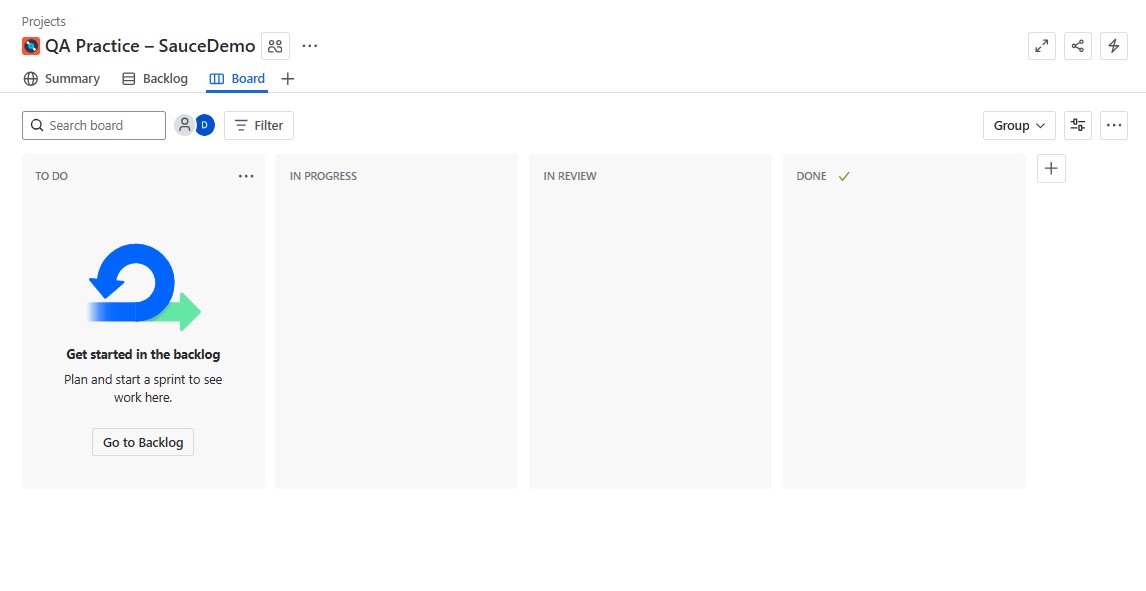 Projects
QA Practice – SauceDemo
Summary
Backlog
Board
Search board
D
Filter
Group
TO DO
IN PROGRESS
IN REVIEW
DONE
Get started in the backlog
Plan and start a sprint to see
work here.
Go to Backlog